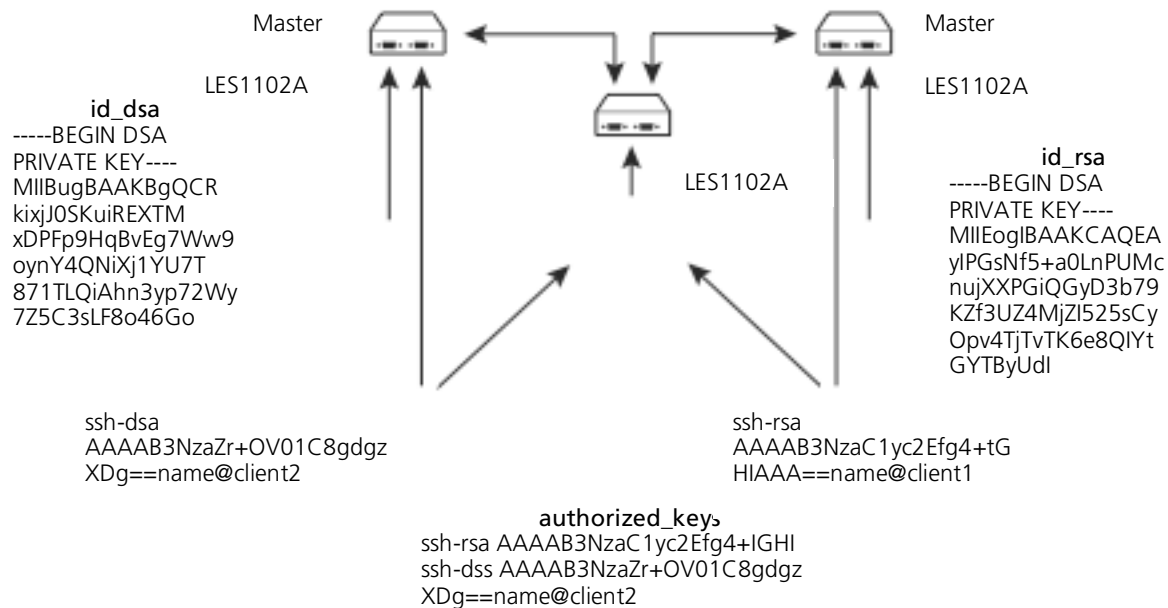 Master
LES1102A
id_dsa
-----BEGIN DSA
PRIVATE KEY----
MIIBugBAAKBgQCR
kixjJ0SKuiREXTM
xDPFp9HqBvEg7Ww9
oynY4QNiXj1YU7T
871TLQiAhn3yp72Wy
7Z5C3sLF8o46Go
LES1102A
Master
LES1102A
id_rsa
-----BEGIN DSA
PRIVATE KEY----
MIIEogIBAAKCAQEA
yIPGsNf5+a0LnPUMc
nujXXPGiQGyD3b79
KZf3UZ4MjZI525sCy
Opv4TjTvTK6e8QIYt
GYTByUdI
ssh-dsa
AAAAB3NzaZr+OV01C8gdgz
XDg==name@client2
ssh-rsa
AAAAB3NzaC1yc2Efg4+tG
HIAAA==name@client1
authorized_keys
ssh-rsa AAAAB3NzaC1yc2Efg4+IGHI
ssh-dss AAAAB3NzaZr+OV01C8gdgz
XDg==name@client2